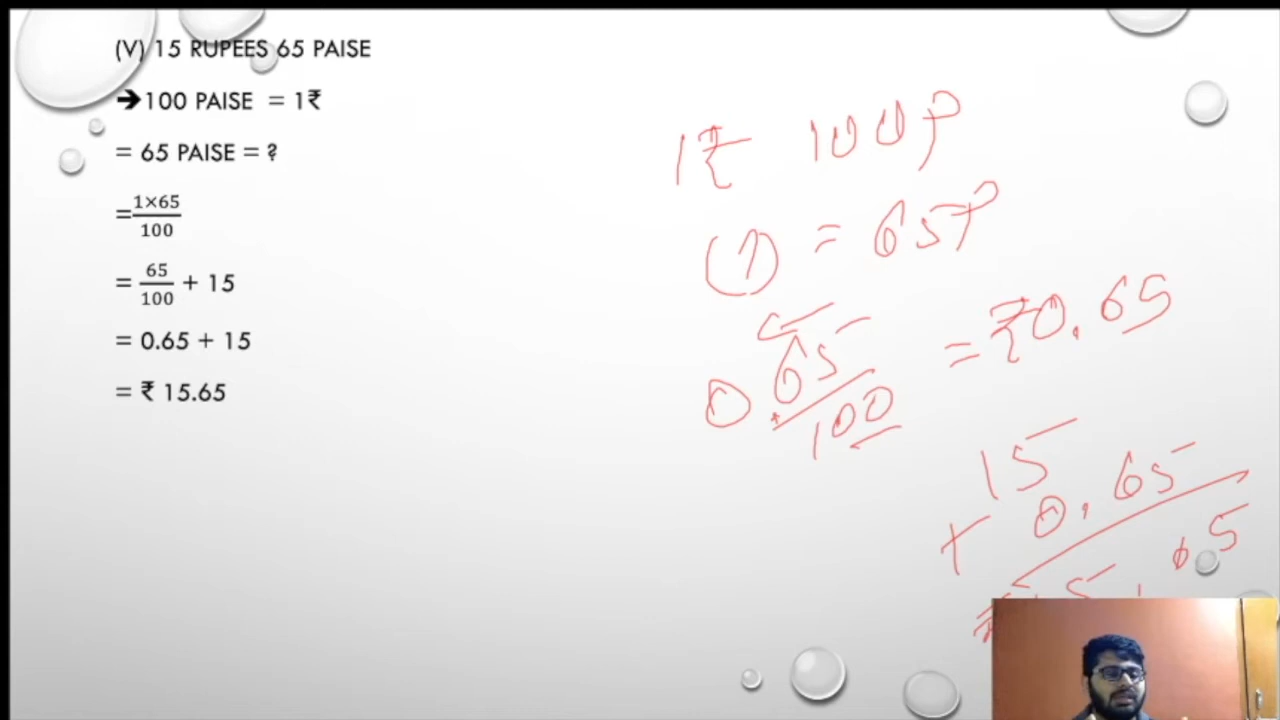 (V) 15 RUPEES 65 PAISE
➔100 PAISE = 1₹
= 65 PAISE = ?
=1×65/100
= 65/100 + 15
= 0.65 + 15
= ₹ 15.65
1₹ 100P
(?) = 65P
0.65/100 = ₹0.65
15
+ 0.65